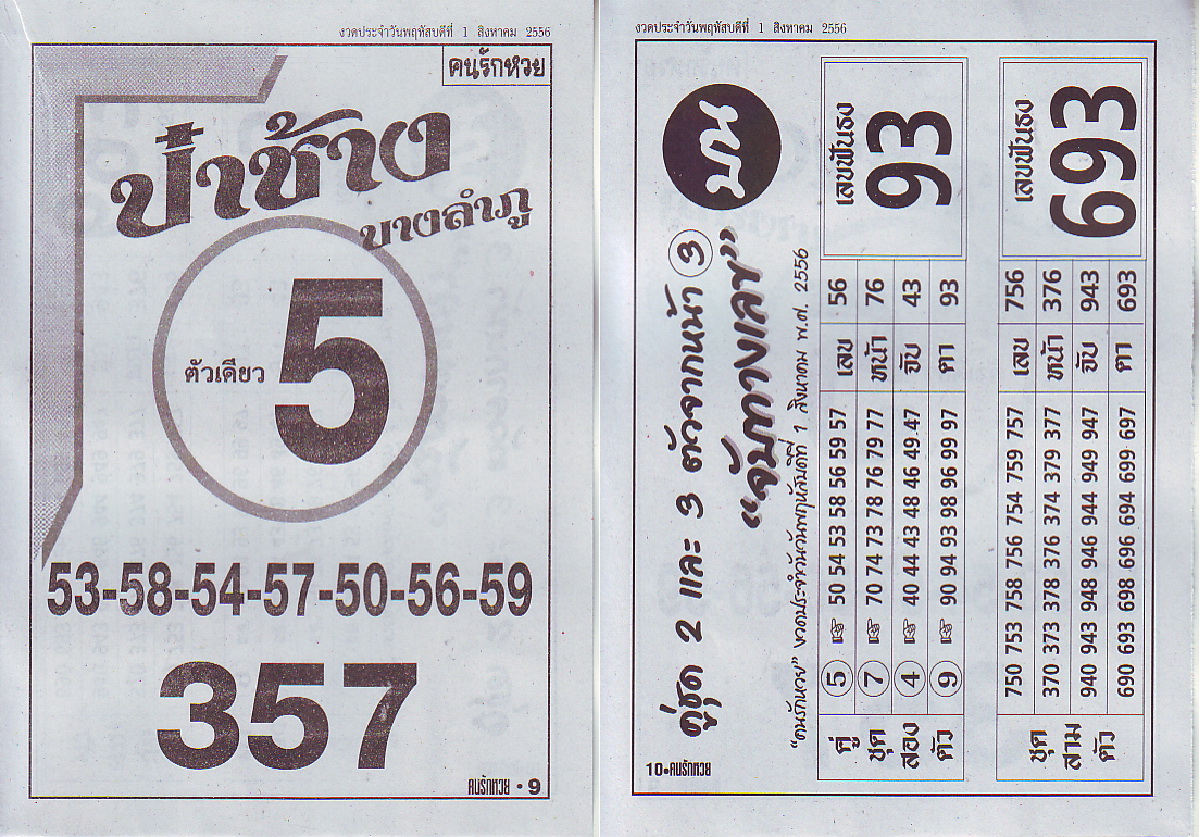 งวดประจำวันพฤหัสบดีที่ 1 สิงหาคม 2556
คนรักหวย
ป๋าช้าง
บางลำภู
ตัวเดียว 5
53-58-54-57-50-56-59
357
คนรักหวย • 9
งวดประจำวันพฤหัสบดีที่ 1 สิงหาคม 2556
บน
คู่ชุด 2 และ 3 ตัวจากหน้า 3
“จับทางเลข”
"คนรักหวย" งวดประจำวันพฤหัสบดีที่ 1 สิงหาคม พ.ศ. 2556
คู่ 5 ☞ 50 54 53 58 56 59 57 เลข 56
ชุด 7 ☞ 70 74 73 78 76 79 77 หน้า 76
สอง 4 ☞ 40 44 43 48 46 49 47 จับ 43
ตัว 9 ☞ 90 94 93 98 96 99 97 ตา 93
เลขฟันธง
93
750 753 758 756 754 759 757 เลข 756
ชุด 370 373 378 376 374 379 377 หน้า 376
สาม 940 943 948 946 944 949 947 จับ 943
ตัว 690 693 698 696 694 699 697 ตา 693
เลขฟันธง
693
10•คนรักหวย